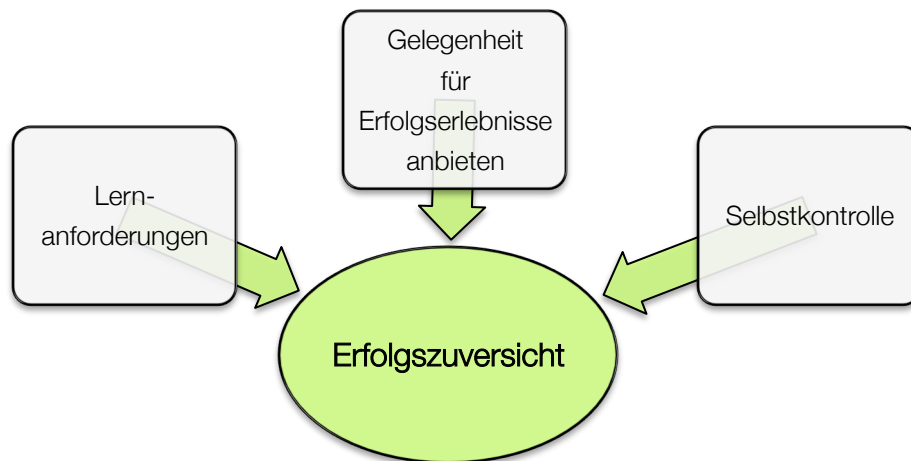 Gelegenheit
für
Erfolgserlebnisse
anbieten
Lern-
anforderungen
Selbstkontrolle
Erfolgszuversicht